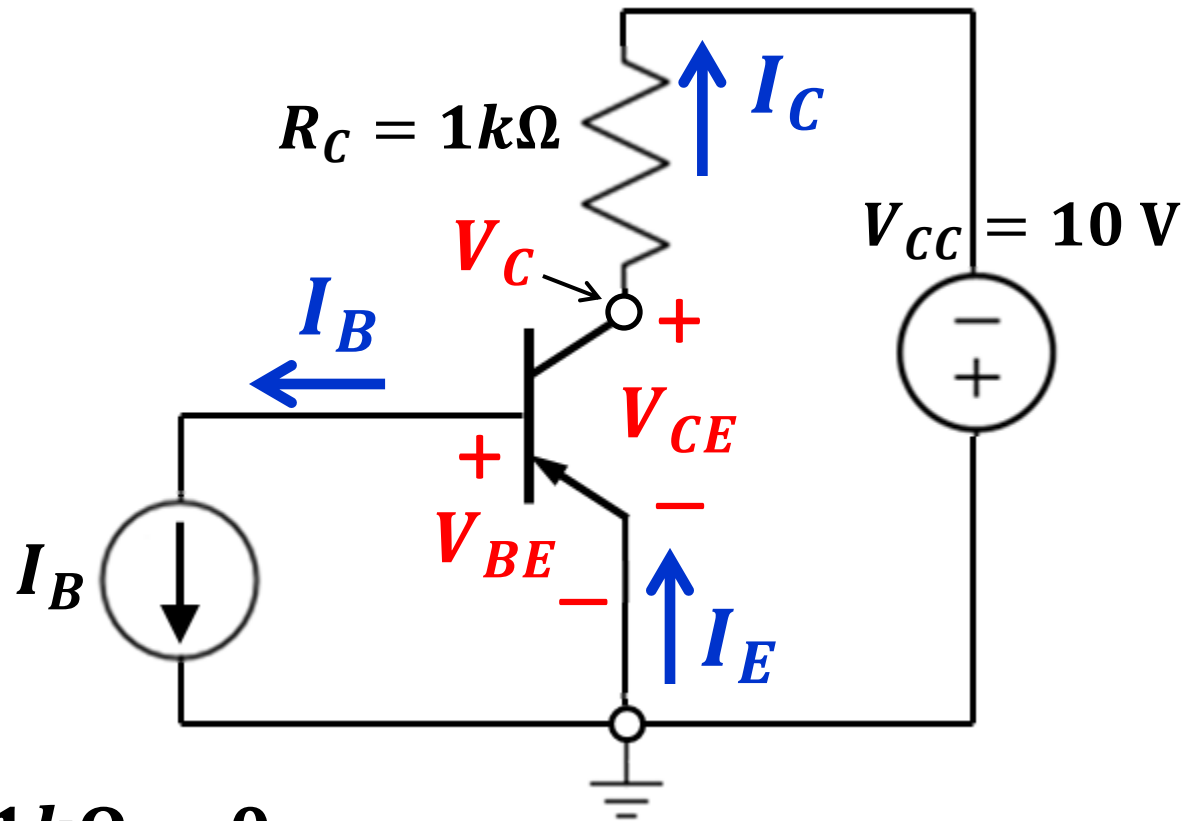 I_C
R_C = 1kΩ
V_CC = 10 V
V_C
I_B
+
V_CE
−
+
V_BE
−
−
+
I_B
I_E